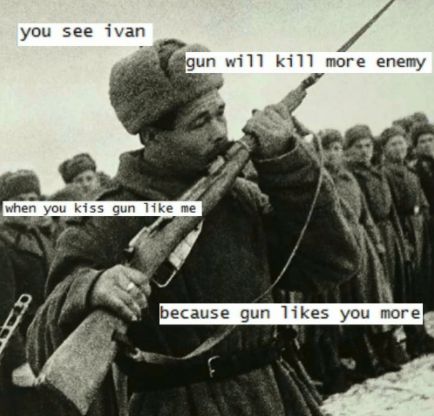 you see ivan
gun will kill more enemy
when you kiss gun like me
because gun likes you more